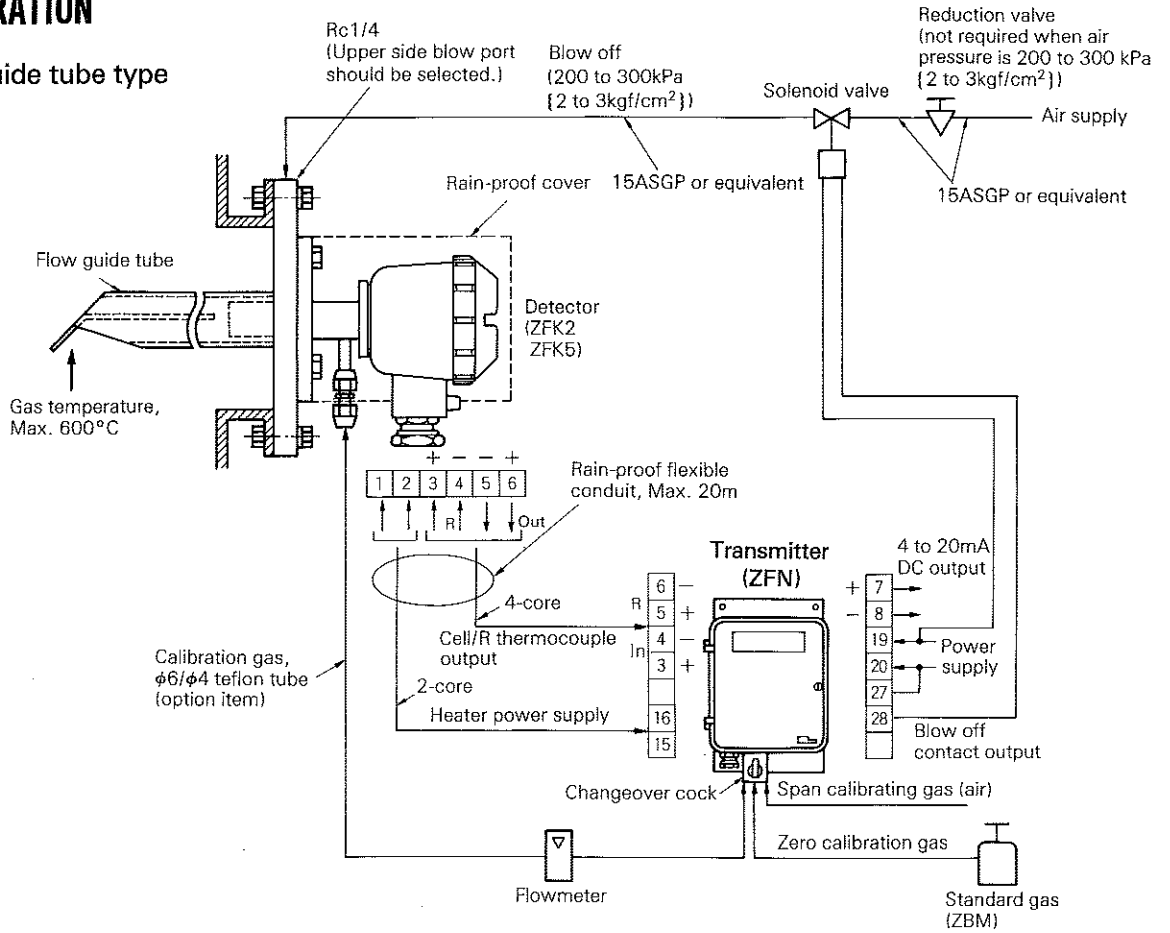 RATION
uide tube type
Rc1/4
(Upper side blow port
should be selected.)
Blow off
(200 to 300kPa
{2 to 3kgf/cm²})
Solenoid valve
Reduction valve
(not required when air
pressure is 200 to 300 kPa
{2 to 3kgf/cm²})
Air supply
Rain-proof cover
15ASGP or equivalent
15ASGP or equivalent
Flow guide tube
Detector
(ZFK2
ZFK5)
Gas temperature,
Max. 600°C
+ − − +
1 2 3 4 5 6
R
Out
Rain-proof flexible
conduit, Max. 20m
4-core
Cell/R thermocouple
output
Calibration gas,
φ6/φ4 teflon tube
(option item)
2-core
Heater power supply
6 −
R
5 +
4 −
In
3 +
16
15
Transmitter
(ZFN)
4 to 20mA
DC output
+ 7
− 8
19
Power
supply
20
27
28
Blow off
contact output
Changeover cock
Span calibrating gas (air)
Zero calibration gas
Flowmeter
Standard gas
(ZBM)